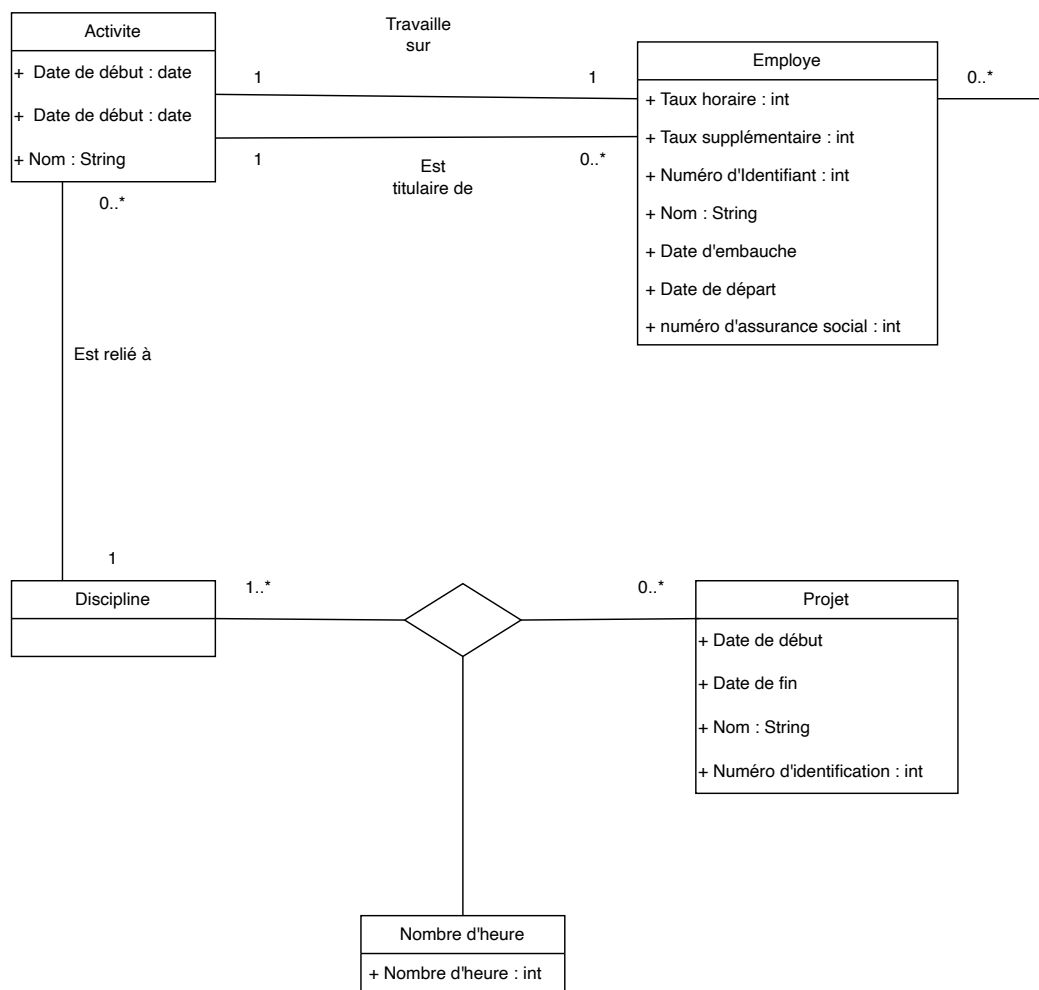 Activite
+ Date de début : date
+ Date de début : date
+ Nom : String
Travaille
sur
1
1
Employe
+ Taux horaire : int
+ Taux supplémentaire : int
+ Numéro d'Identifiant : int
+ Nom : String
+ Date d'embauche
+ Date de départ
+ numéro d'assurance social : int
0..*
1
Est
titulaire de
0..*
0..*
Est relié à
1
Discipline
1..*
0..*
Projet
+ Date de début
+ Date de fin
+ Nom : String
+ Numéro d'identification : int
Nombre d'heure
+ Nombre d'heure : int